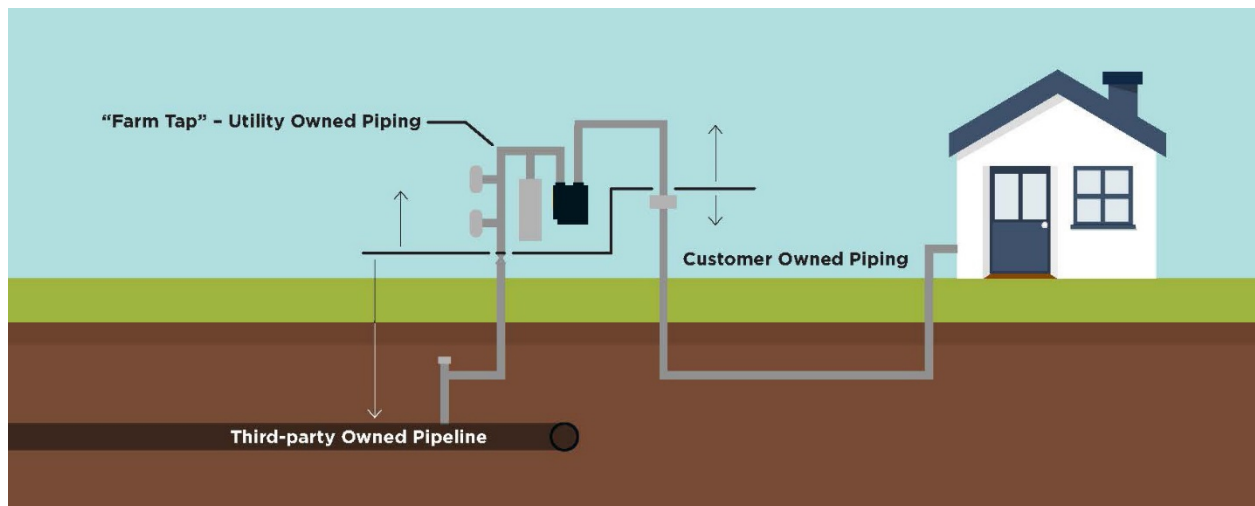 “Farm Tap” – Utility Owned Piping
Customer Owned Piping
Third-party Owned Pipeline